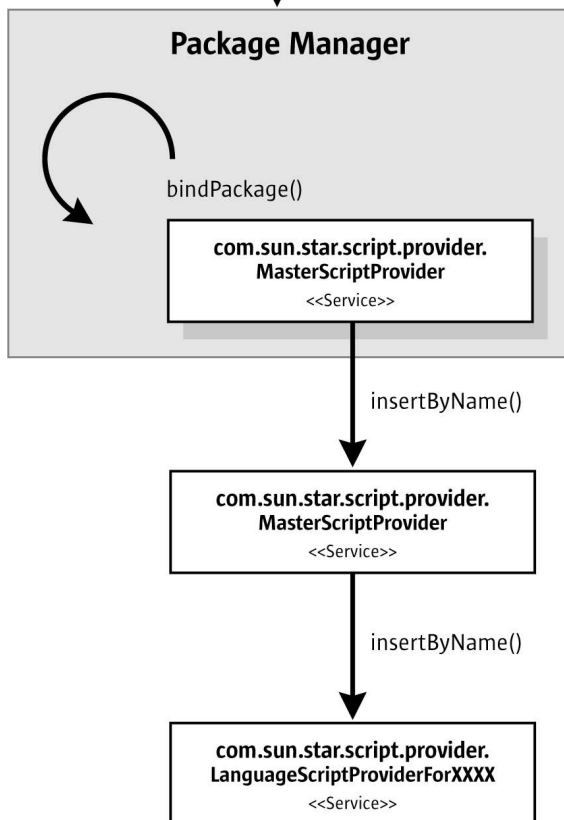 Package Manager
bindPackage()
com.sun.star.script.provider.
MasterScriptProvider
<<Service>>
insertByName()
com.sun.star.script.provider.
MasterScriptProvider
<<Service>>
insertByName()
com.sun.star.script.provider.
LanguageScriptProviderForXXXX
<<Service>>